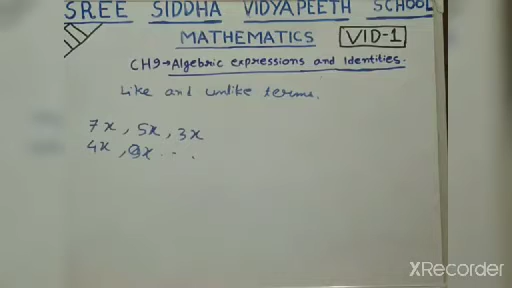 SREE SIDDHA VIDYAPEETH SCHOOL
MATHEMATICS VID-1
CH9→Algebric expressions and Identities.
Like and unlike terms.
7x, 5x, 3x
4x, 9x ...
XRecorder